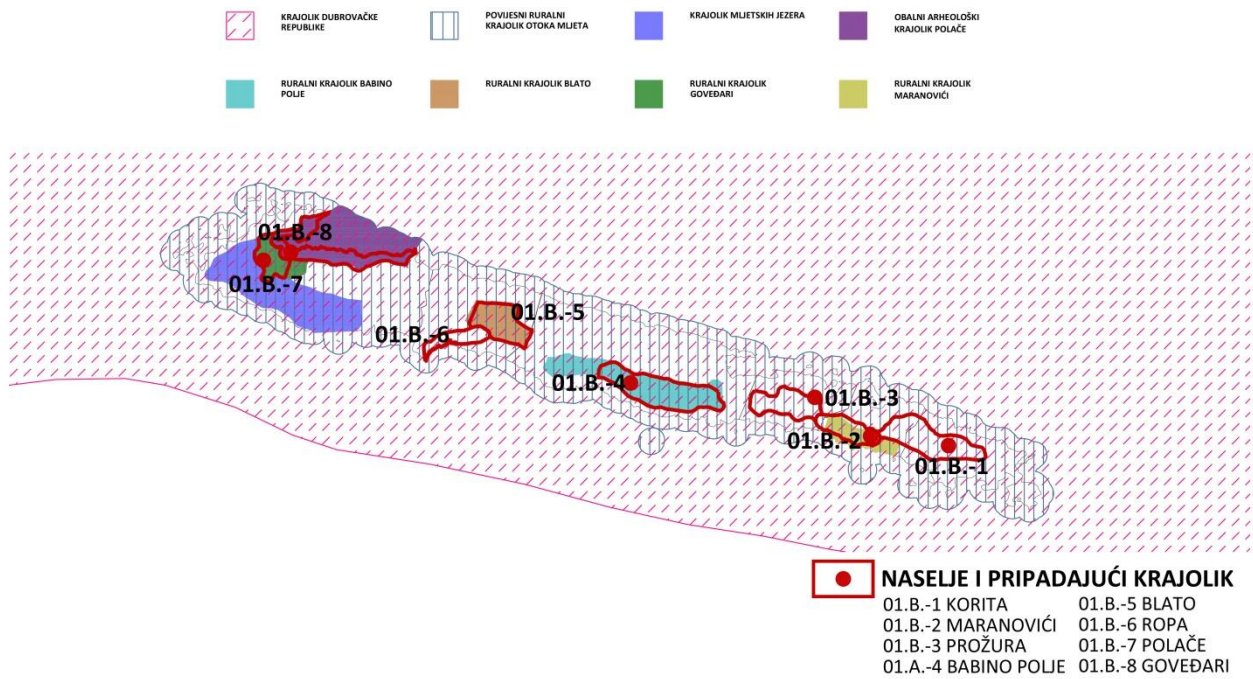 KRAJOLIK DUBROVAČKE
REPUBLIKE
POVIJESNI RURALNI
KRAJOLIK OTOKA MLJETA
KRAJOLIK MLJETSKIH JEZERA
OBALNI ARHEOLOŠKI
KRAJOLIK POLAČE
RURALNI KRAJOLIK BABINO
POLJE
RURALNI KRAJOLIK BLATO
RURALNI KRAJOLIK
GOVEĐARI
RURALNI KRAJOLIK
MARANOVIĆI
01.B.-8
01.B.-7
01.B.-5
01.B.-6
01.B.-4
01.B.-3
01.B.-2
01.B.-1
NASELJE I PRIPADAJUĆI KRAJOLIK
01.B.-1 KORITA
01.B.-2 MARANOVIĆI
01.B.-3 PROŽURA
01.A.-4 BABINO POLJE
01.B.-5 BLATO
01.B.-6 ROPA
01.B.-7 POLAČE
01.B.-8 GOVEĐARI